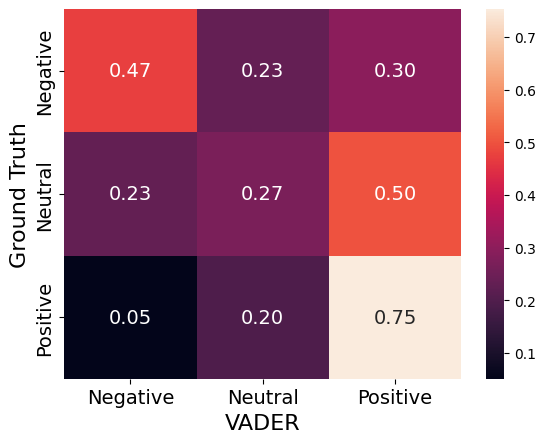 Ground Truth
Negative
Neutral
Positive
0.47 0.23 0.30
0.23 0.27 0.50
0.05 0.20 0.75
Negative Neutral Positive
VADER
0.7
0.6
0.5
0.4
0.3
0.2
0.1